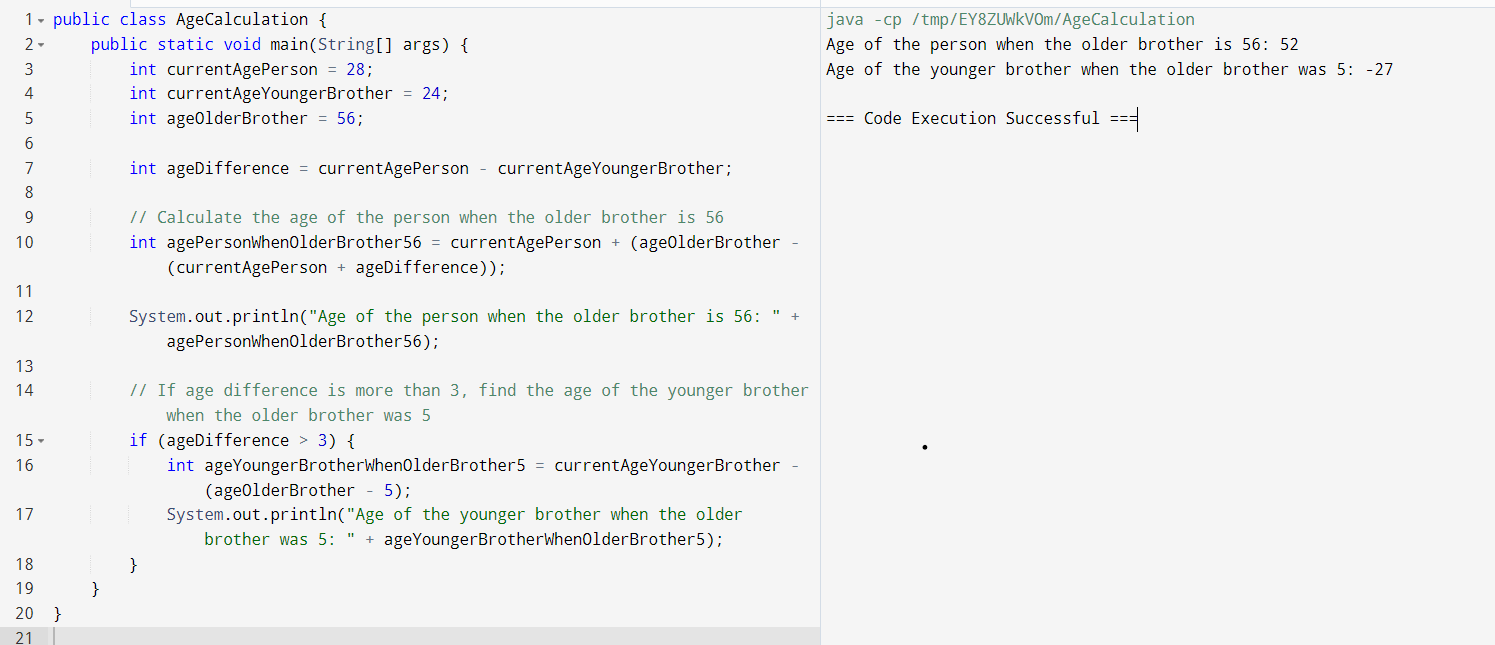 1 public class AgeCalculation {
2 public static void main(String[] args) {
3 int currentAgePerson = 28;
4 int currentAgeYoungerBrother = 24;
5 int ageOlderBrother = 56;
6
7 int ageDifference = currentAgePerson - currentAgeYoungerBrother;
8
9 // Calculate the age of the person when the older brother is 56
10 int agePersonWhenOlderBrother56 = currentAgePerson + (ageOlderBrother -
(currentAgePerson + ageDifference));
11
12 System.out.println("Age of the person when the older brother is 56: " +
agePersonWhenOlderBrother56);
13
14 // If age difference is more than 3, find the age of the younger brother
when the older brother was 5
15 if (ageDifference > 3) {
16 int ageYoungerBrotherWhenOlderBrother5 = currentAgeYoungerBrother -
(ageOlderBrother - 5);
17 System.out.println("Age of the younger brother when the older
brother was 5: " + ageYoungerBrotherWhenOlderBrother5);
18 }
19 }
20 }
21
java -cp /tmp/EY8ZUWkVOm/AgeCalculation
Age of the person when the older brother is 56: 52
Age of the younger brother when the older brother was 5: -27
=== Code Execution Successful ===